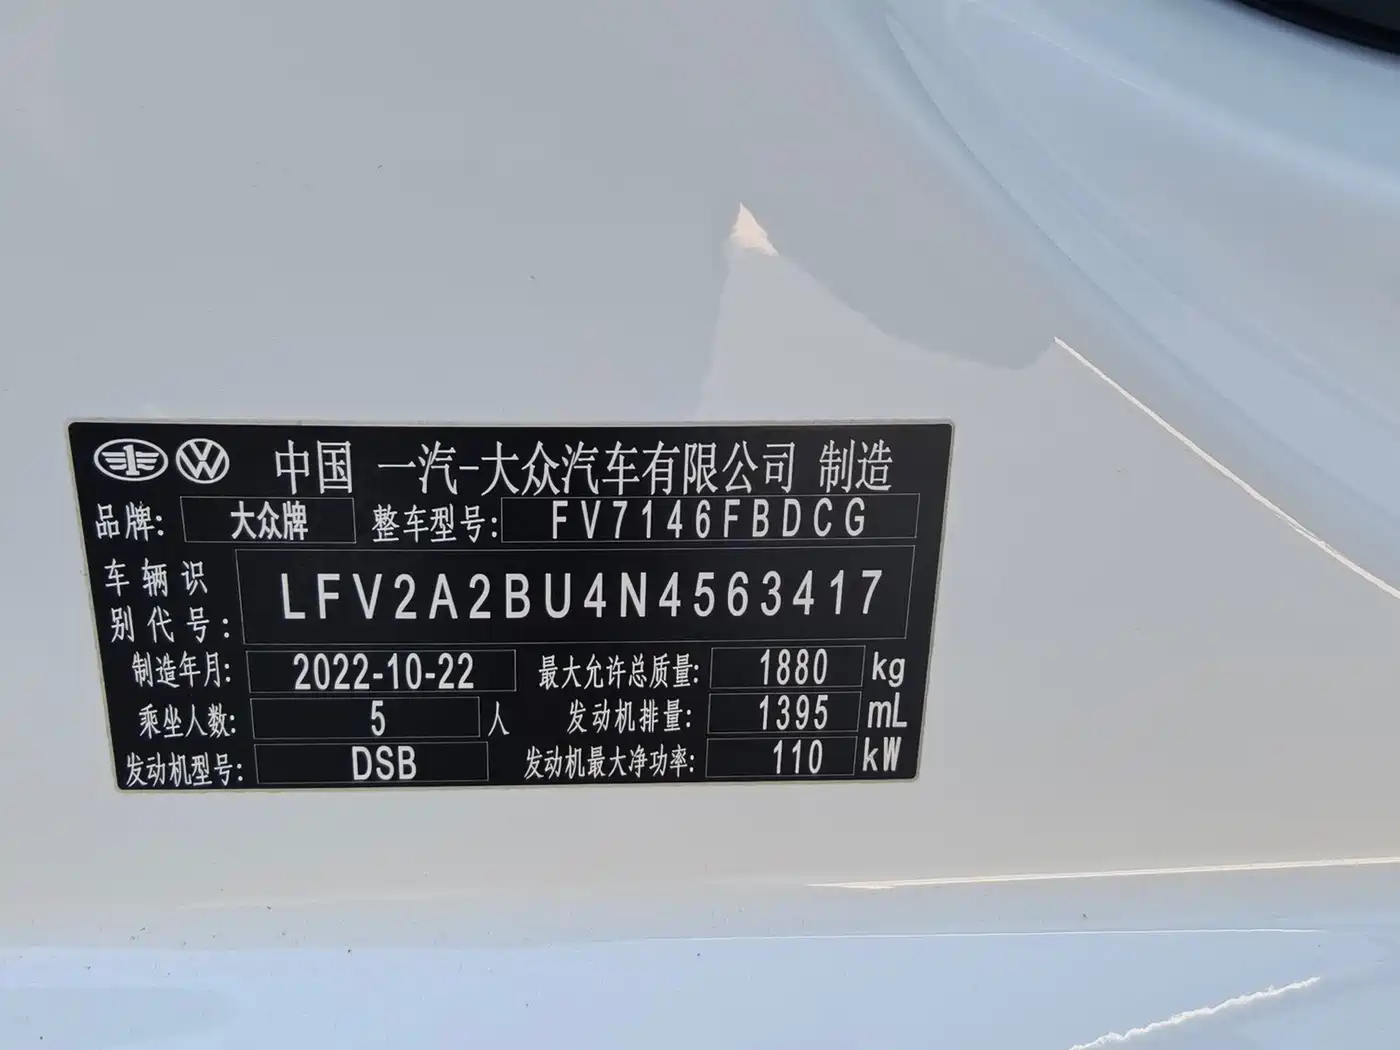 中国 一汽-大众汽车有限公司 制造
品牌: 大众牌 整车型号: FV7146FBDCG
车辆识别代号: LFV2A2BU4N4563417
制造年月: 2022-10-22 最大允许总质量: 1880 kg
乘坐人数: 5 人 发动机排量: 1395 mL
发动机型号: DSB 发动机最大净功率: 110 kW